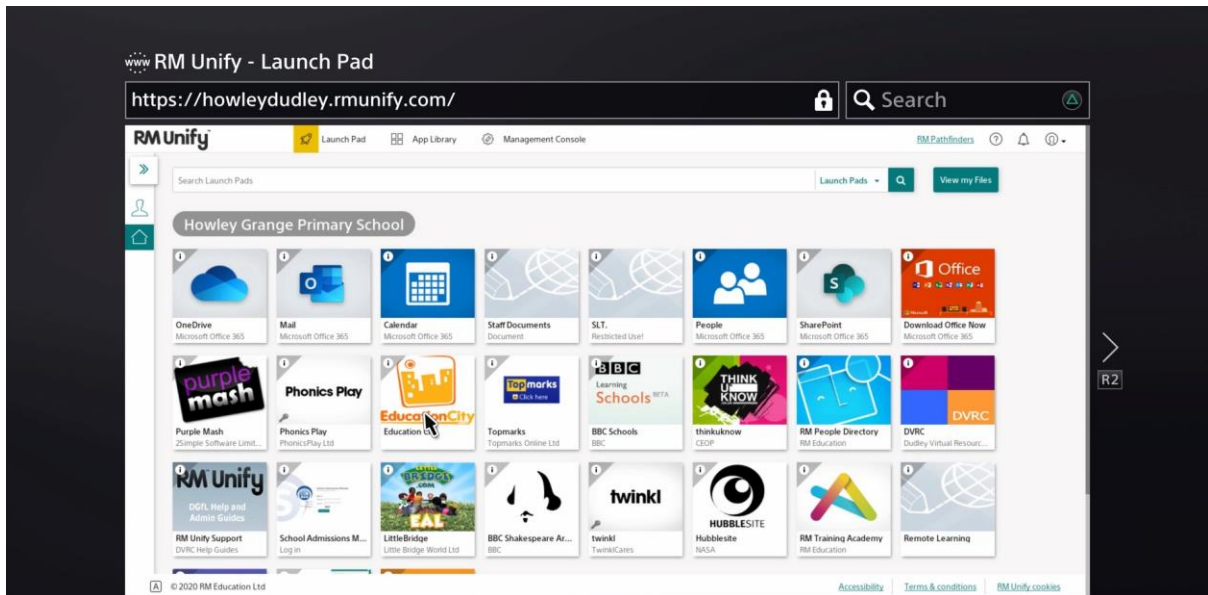 www RM Unify - Launch Pad
https://howleydudley.rmunify.com/
Search
RM Unify
Launch Pad
App Library
Management Console
RM Pathfinders
Search Launch Pads
Launch Pads
View my Files
Howley Grange Primary School
Office
OneDrive
Microsoft Office 365
Mail
Microsoft Office 365
Calendar
Microsoft Office 365
Staff Documents
Document
SLT.
Restricted Use!
People
Microsoft Office 365
SharePoint
Microsoft Office 365
Download Office Now
Microsoft Office 365
R2
purple mash
Purple Mash
2Simple Software Limit...
Phonics Play
Phonics Play
PhonicsPlay Ltd
EducationCity
Education
Topmarks
Click here
Topmarks
Topmarks Online Ltd
BBC
Learning
Schools BETA
BBC Schools
BBC
THINK
U
KNOW
thinkuknow
CEOP
RM People Directory
RM Education
DVRC
DVRC
Dudley Virtual Resourc...
RM Unify
DGfL Help and
Admin Guides
RM Unify Support
DVRC Help Guides
School Admissions M...
Log in
LITTLE
BRIDGE
.COM
EAL
LittleBridge
Little Bridge World Ltd
BBC Shakespeare Ar...
BBC
twinkl
twinkl
TwinklCares
HUBBLESITE
Hubblesite
NASA
RM Training Academy
RM Education
Remote Learning
A
© 2020 RM Education Ltd
Accessibility
Terms & conditions
RM Unify cookies